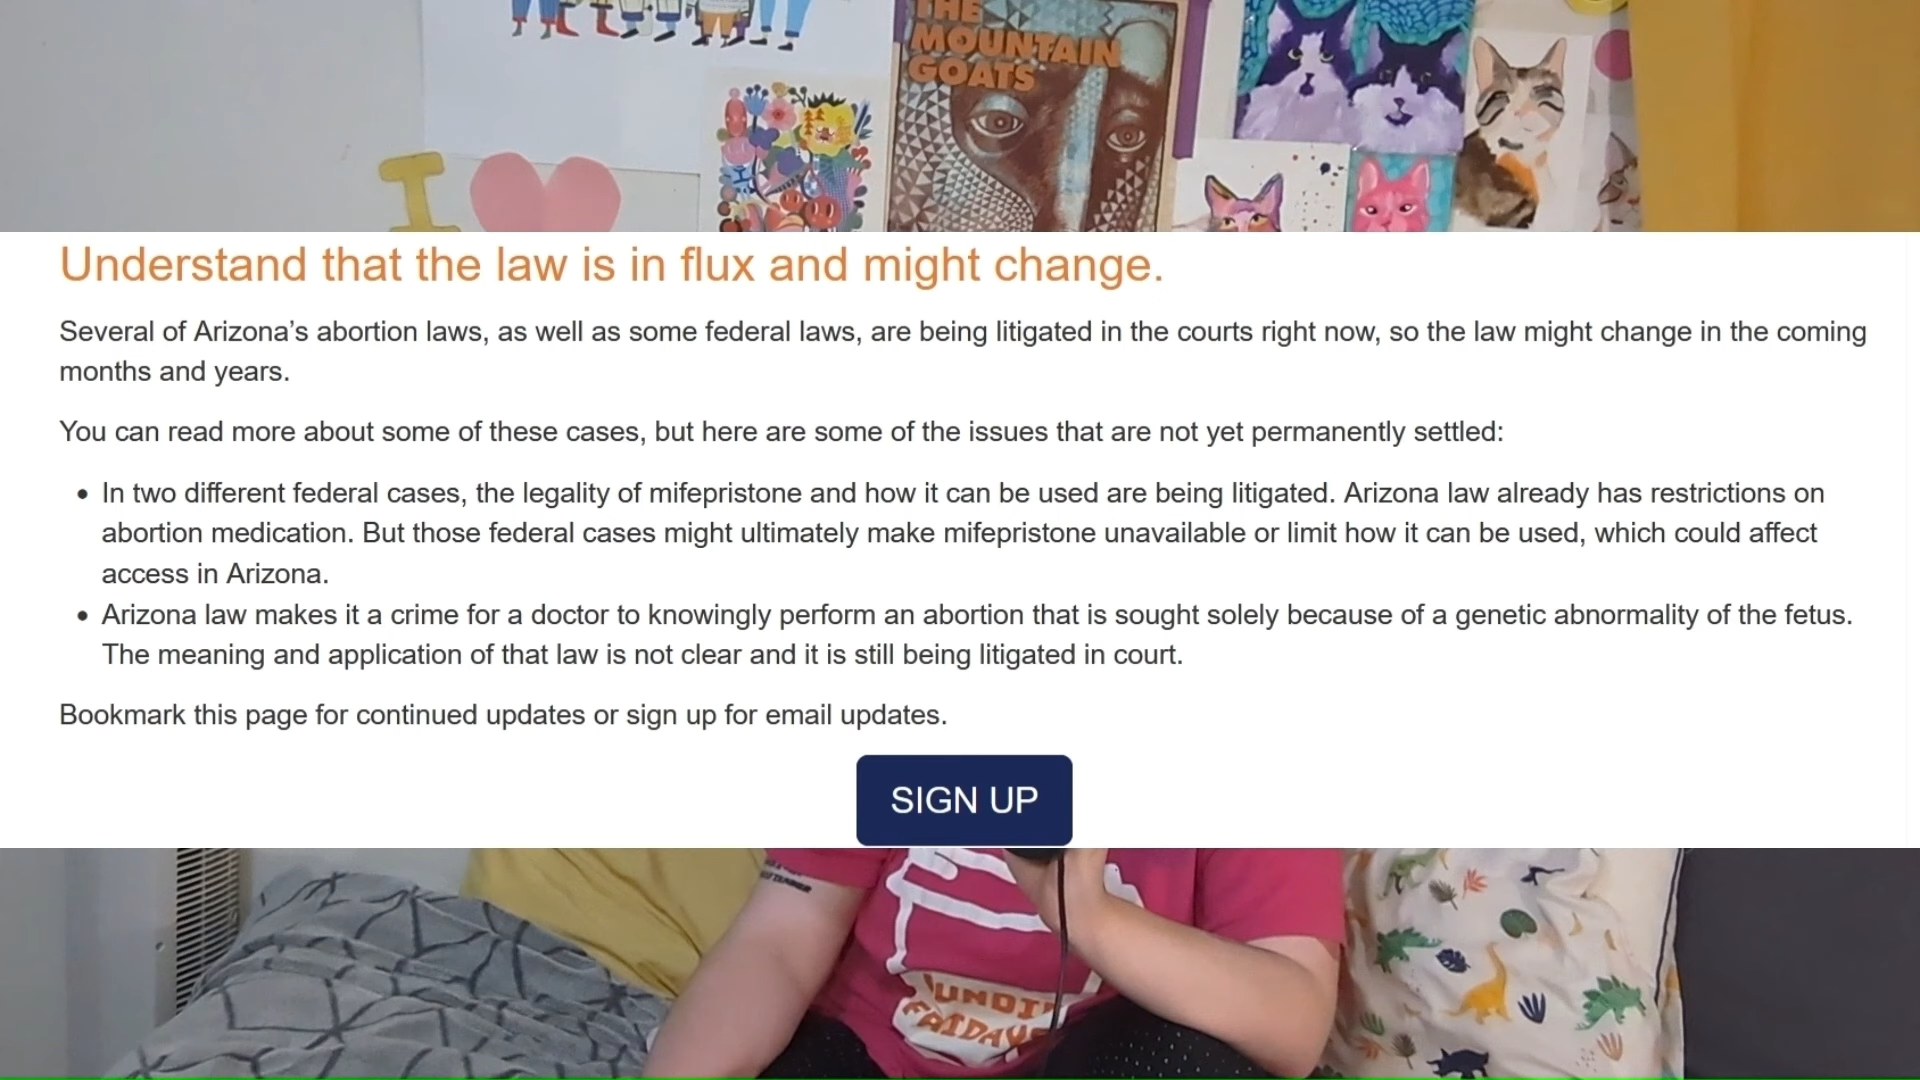 THE
MOUNTAIN
GOATS
I
Understand that the law is in flux and might change.
Several of Arizona’s abortion laws, as well as some federal laws, are being litigated in the courts right now, so the law might change in the coming
months and years.
You can read more about some of these cases, but here are some of the issues that are not yet permanently settled:
• In two different federal cases, the legality of mifepristone and how it can be used are being litigated. Arizona law already has restrictions on
abortion medication. But those federal cases might ultimately make mifepristone unavailable or limit how it can be used, which could affect
access in Arizona.
• Arizona law makes it a crime for a doctor to knowingly perform an abortion that is sought solely because of a genetic abnormality of the fetus.
The meaning and application of that law is not clear and it is still being litigated in court.
Bookmark this page for continued updates or sign up for email updates.
SIGN UP
FRIDAYS